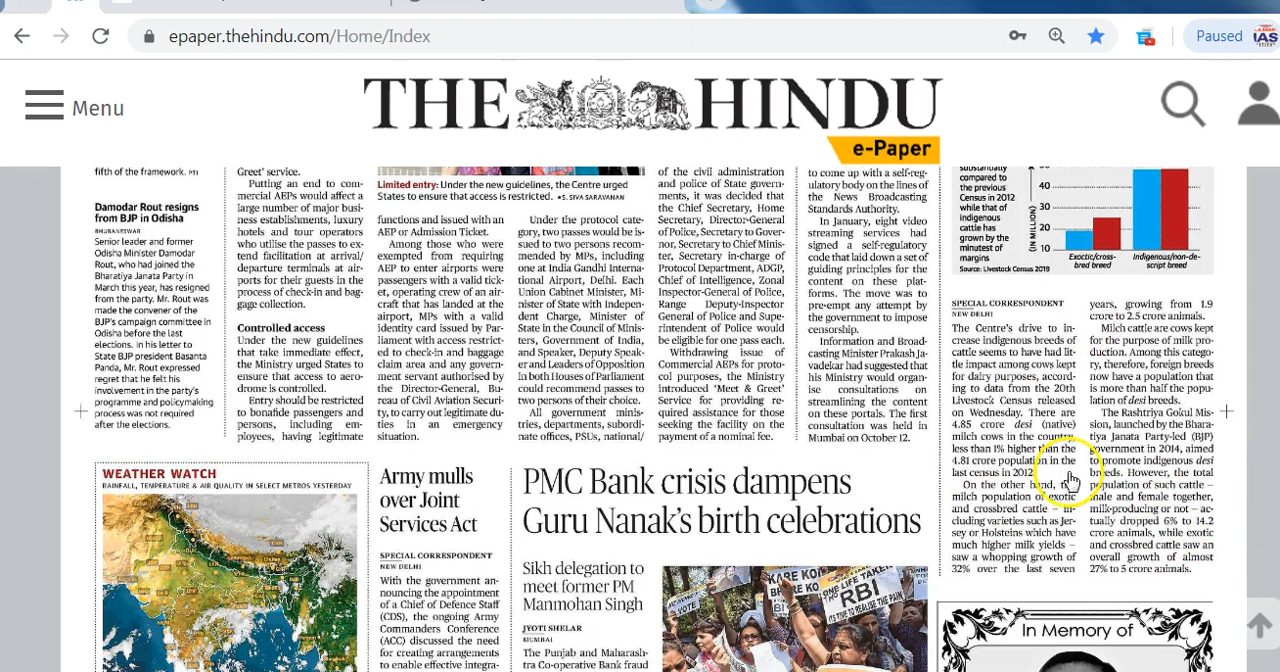 epaper.thehindu.com/Home/Index
Paused
IAS
Menu
THE HINDU
e-Paper
fifth of the framework. PTI
Damodar Rout resigns
from BJP in Odisha
BHUBANESWAR
Senior leader and former
Odisha Minister Damodar
Rout, who had joined the
Bharatiya Janata Party in
March this year, has resigned
from the party. Mr. Rout was
made the convener of the
BJP's campaign committee in
Odisha before the last
elections. In his letter to
State BJP president Basanta
Panda, Mr. Rout expressed
regret that he felt his
involvement in the party's
programme and policymaking
process was not required
after the elections.
Greet' service.
Putting an end to com-
mercial AEPs would affect a
large number of major busi-
ness establishments, luxury
hotels and tour operators
who utilise the passes to ex-
tend facilitation at arrival/
departure terminals at air-
ports for their guests in the
process of check-in and bag-
gage collection.
Controlled access
Under the new guidelines
that take immediate effect,
the Ministry urged States to
ensure that access to aero-
drome is controlled.
Entry should be restricted
to bonafide passengers and
persons, including em-
ployees, having legitimate
Limited entry: Under the new guidelines, the Centre urged
States to ensure that access is restricted. • S. SIVA SARAVANAN
functions and issued with an
AEP or Admission Ticket.
Among those who were
exempted from requiring
AEP to enter airports were
passengers with a valid tick-
et, operating crew of an air-
craft that has landed at the
airport, MPs with a valid
identity card issued by Par-
liament with access restrict-
ed to check-in and baggage
claim area and any govern-
ment servant authorised by
the Director-General, Bu-
reau of Civil Aviation Securi-
ty, to carry out legitimate du-
ties in an emergency
situation.
Under the protocol cate-
gory, two passes would be is-
sued to two persons recom-
mended by MPs, including
one at India Gandhi Interna-
tional Airport, Delhi. Each
Union Cabinet Minister, Mi-
nister of State with Indepen-
dent Charge, Minister of
State in the Council of Minis-
ters, Government of India,
and Speaker, Deputy Speak-
er and Leaders of Opposition
in both Houses of Parliament
could recommend passes to
two persons of their choice.
All government minis-
tries, departments, subordi-
nate offices, PSUs, national/
of the civil administration
and police of State govern-
ments, it was decided that
the Chief Secretary, Home
Secretary, Director-General
of Police, Secretary to Gover-
nor, Secretary to Chief Minis-
ter, Secretary in-charge of
Protocol Department, ADGP,
Chief of Intelligence, Zonal
Inspector-General of Police,
Range Deputy-Inspector
General of Police and Supe-
rintendent of Police would
be eligible for one pass each.
Withdrawing issue of
Commercial AEPs for proto-
col purposes, the Ministry
introduced 'Meet & Greet'
Service for providing re-
quired assistance for those
seeking the facility on the
payment of a nominal fee.
to come up with a self-reg-
ulatory body on the lines of
the News Broadcasting
Standards Authority.
In January, eight video
streaming services had
signed a self-regulatory
code that laid down a set of
guiding principles for the
content on these plat-
forms. The move was to
pre-empt any attempt by
the government to impose
censorship.
Information and Broad-
casting Minister Prakash Ja-
vadekar had suggested that
his Ministry would organ-
ise consultations on
streamlining the content
on these portals. The first
consultation was held in
Mumbai on October 12.
substantially
compared to
the previous
Census in 2012
while that of
indigenous
cattle has
grown by the
minutest of
margins
Source: Livestock Census 2019
(IN MILLION)
40
30
20
10
Exoctic/cross-
bred breed
Indigenous/non-de-
script breed
SPECIAL CORRESPONDENT
NEW DELHI
The Centre's drive to in-
crease indigenous breeds of
cattle seems to have had lit-
tle impact among cows kept
for dairy purposes, accord-
ing to data from the 20th
Livestock Census released
on Wednesday. There are
4.85 crore desi (native)
milch cows in the country,
less than 1% higher than the
4.81 crore population in the
last census in 2012.
On the other hand, the
milch population of exotic
and crossbred cattle – in-
cluding varieties such as Jer-
sey or Holsteins which have
much higher milk yields –
saw a whopping growth of
32% over the last seven
years, growing from 1.9
crore to 2.5 crore animals.
Milch cattle are cows kept
for the purpose of milk pro-
duction. Among this catego-
ry, therefore, foreign breeds
now have a population that
is more than half the popu-
lation of desi breeds.
The Rashtriya Gokul Mis-
sion, launched by the Bhara-
tiya Janata Party-led (BJP)
government in 2014, aimed
to promote indigenous desi
breeds. However, the total
population of such cattle –
male and female together,
milk-producing or not – ac-
tually dropped 6% to 14.2
crore animals, while exotic
and crossbred cattle saw an
overall growth of almost
27% to 5 crore animals.
WEATHER WATCH
RAINFALL, TEMPERATURE & AIR QUALITY IN SELECT METROS YESTERDAY
Army mulls
over Joint
Services Act
SPECIAL CORRESPONDENT
NEW DELHI
With the government an-
nouncing the appointment
of a Chief of Defence Staff
(CDS), the ongoing Army
Commanders Conference
(ACC) discussed the need
for creating arrangements
to enable effective integra-
PMC Bank crisis dampens
Guru Nanak's birth celebrations
Sikh delegation to
meet former PM
Manmohan Singh
JYOTI SHELAR
MUMBAI
The Punjab and Maharash-
tra Co-operative Bank fraud
KARE KO
RBI
In Memory of